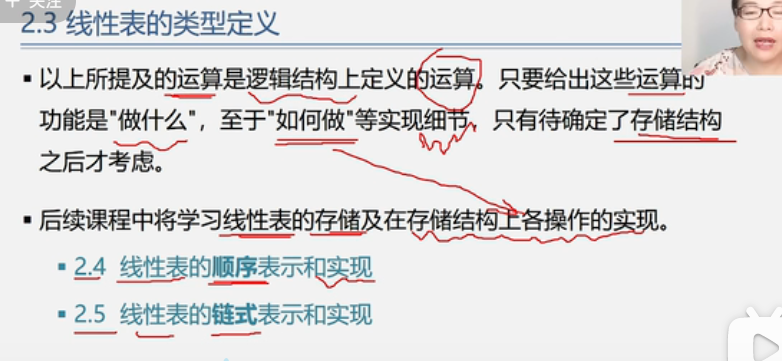 + 关注
2.3 线性表的类型定义
▪ 以上所提及的运算是逻辑结构上定义的运算。只要给出这些运算的
功能是"做什么"，至于"如何做"等实现细节，只有待确定了存储结构
之后才考虑。
▪ 后续课程中将学习线性表的存储及在存储结构上各操作的实现。
▪ 2.4 线性表的顺序表示和实现
▪ 2.5 线性表的链式表示和实现